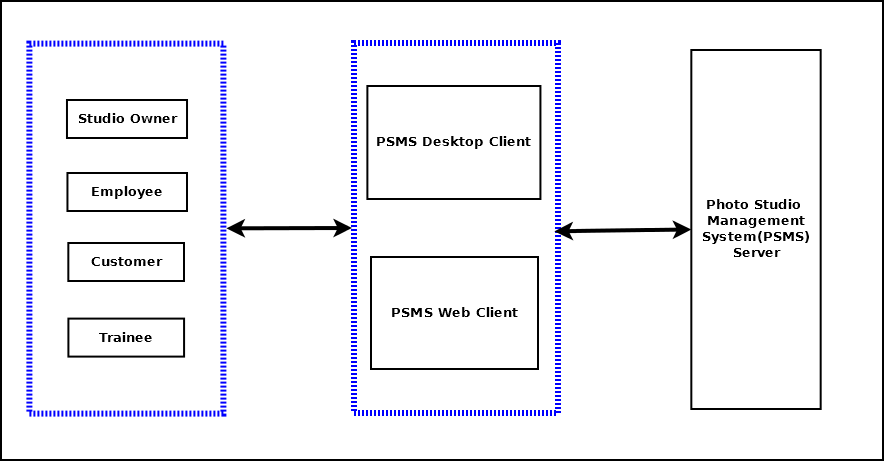 Studio Owner
Employee
Customer
Trainee
PSMS Desktop Client
PSMS Web Client
Photo Studio
Management
System(PSMS)
Server